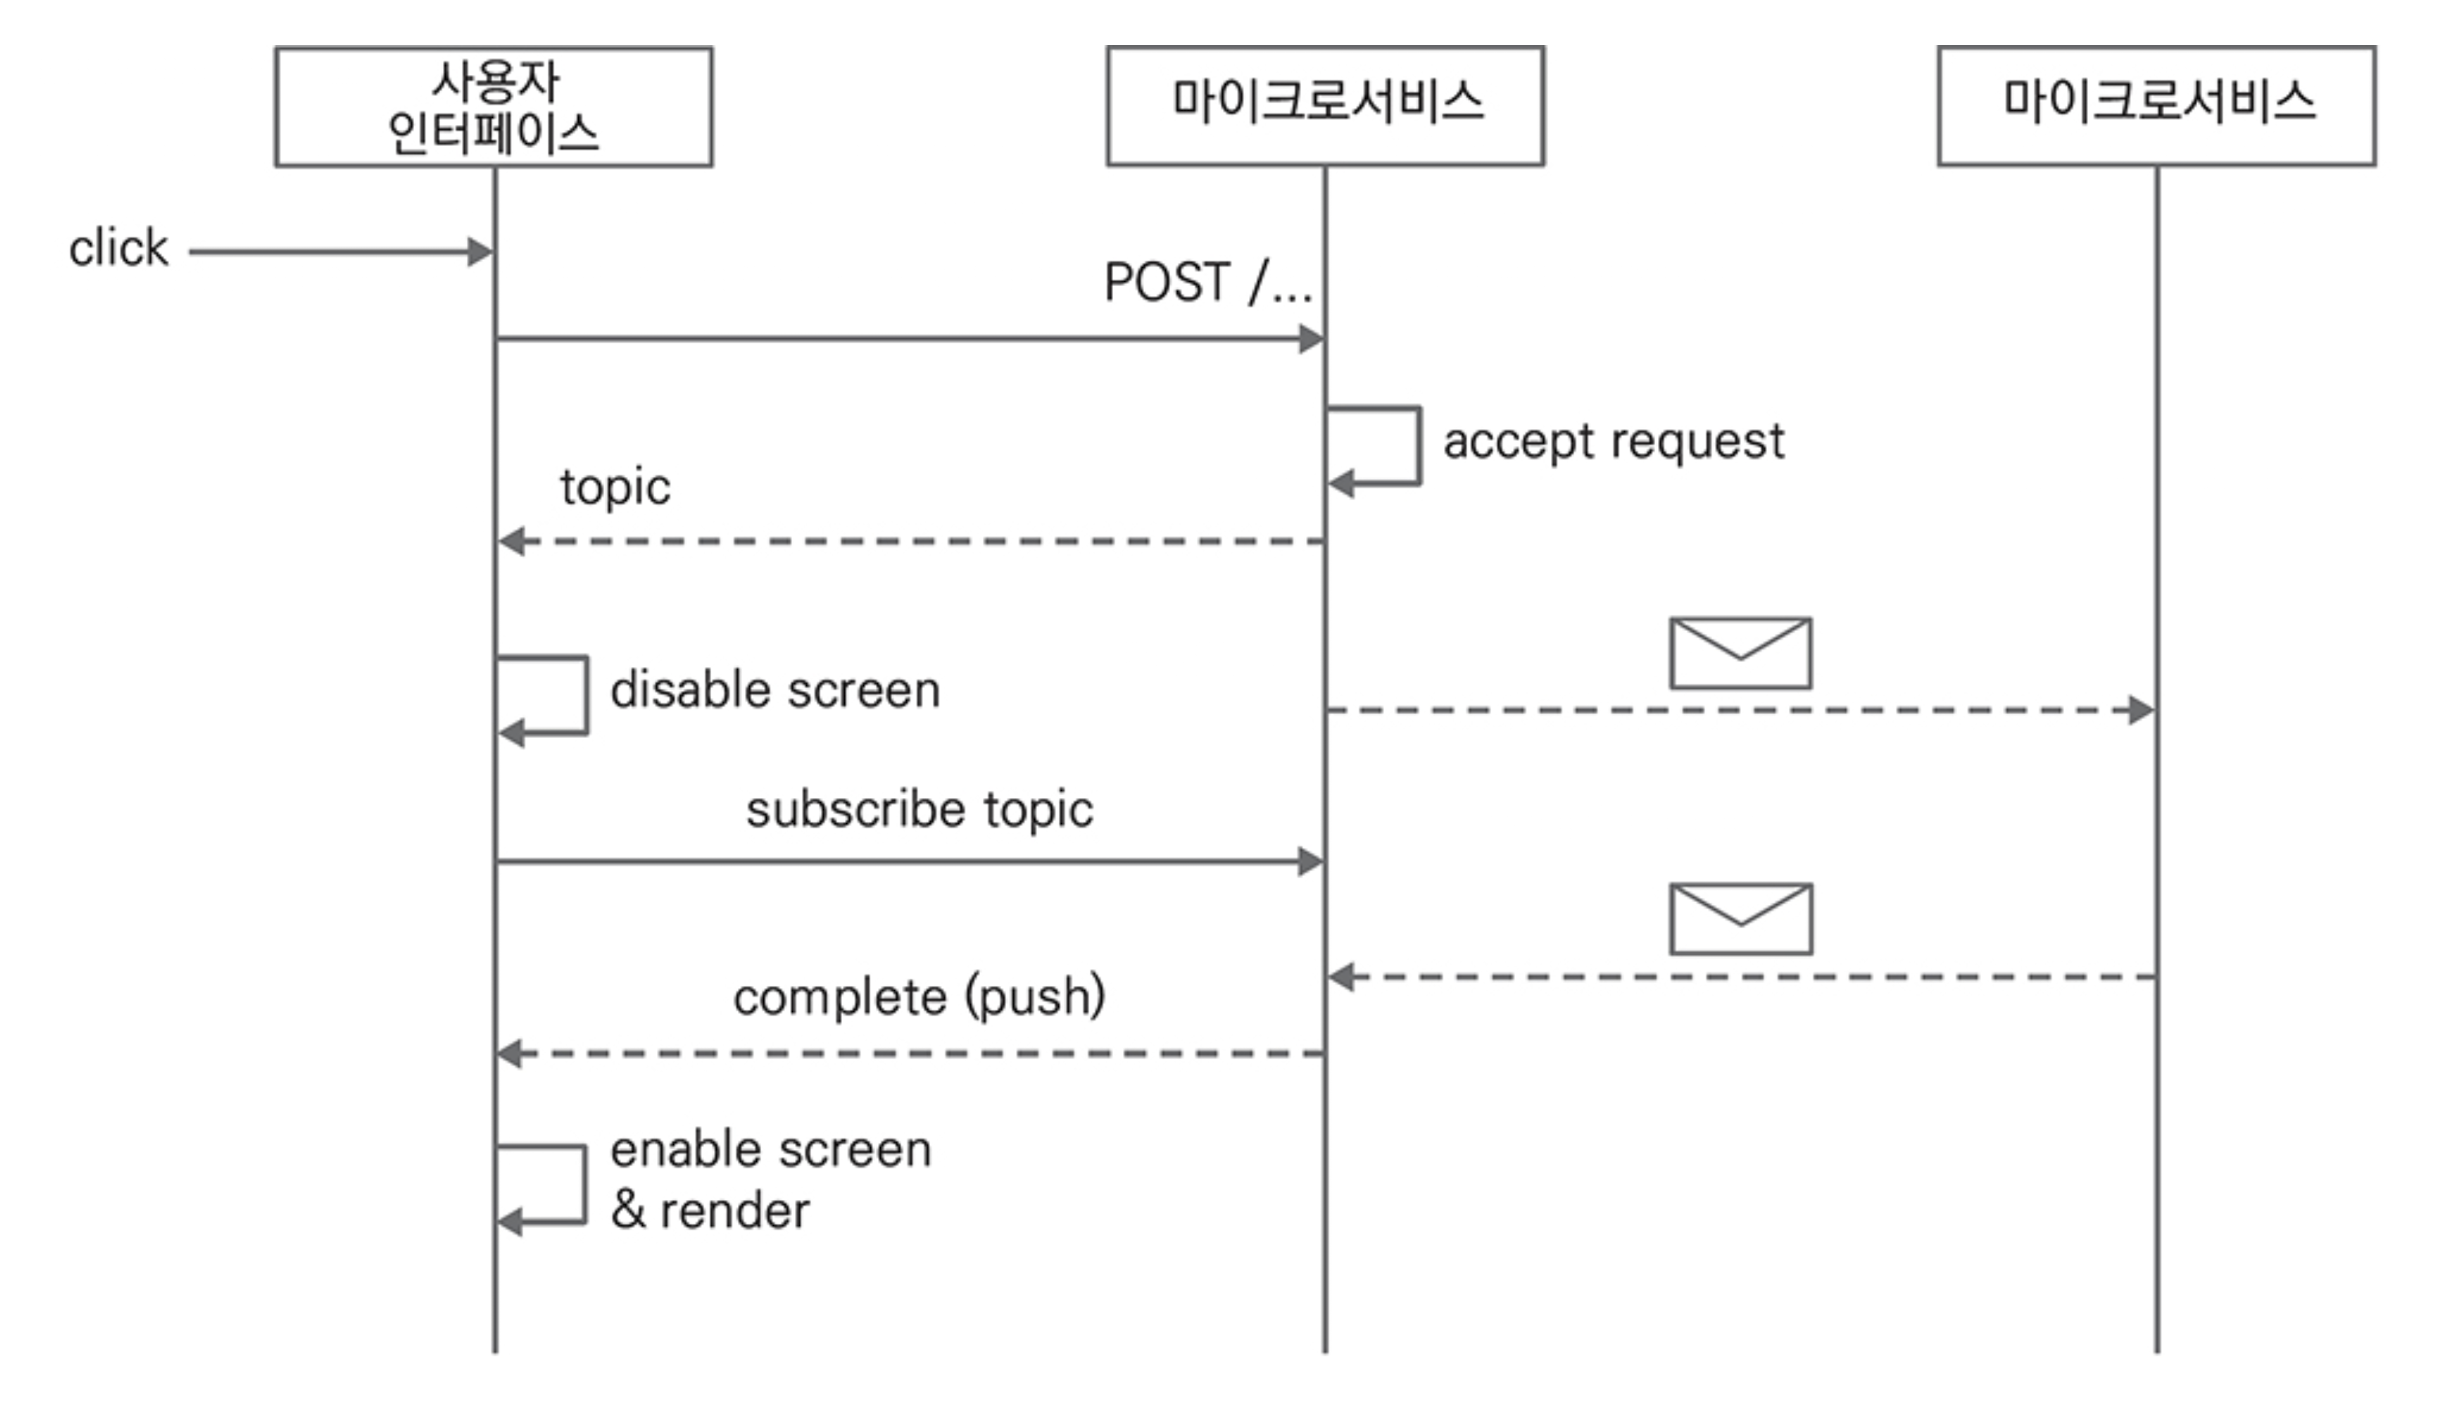 사용자
인터페이스
마이크로서비스
마이크로서비스
click
POST /...
accept request
topic
disable screen
subscribe topic
complete (push)
enable screen
& render